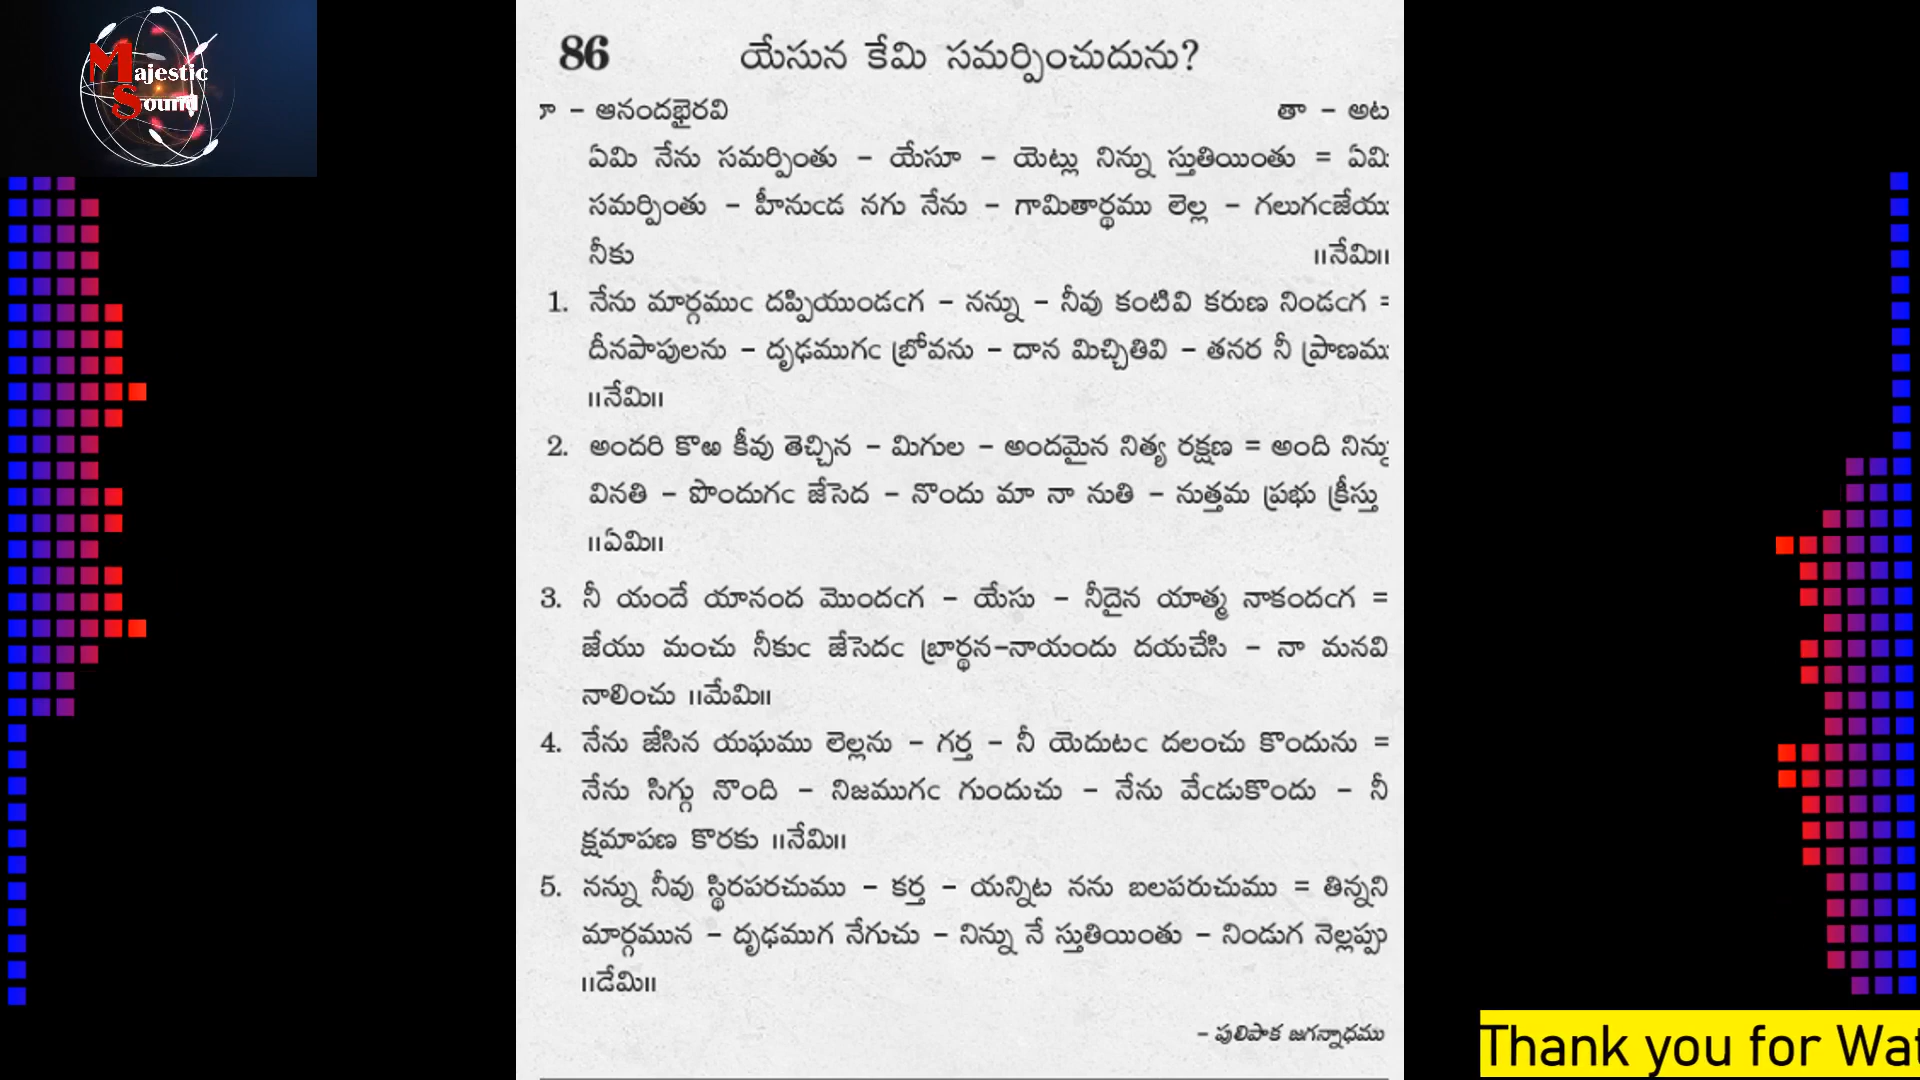 Majestic
Sound
86 యేసున కేమి సమర్పించుదును?
– ఆనందభైరవి తా – అట
ఏమి నేను సమర్పింతు – యేసూ – యెట్లు నిన్ను స్తుతియింతు = ఏమి
సమర్పింతు – హీనుఁడ నగు నేను – గామితార్థము లెల్ల – గలుగఁజేయు
నీకు ॥నేమి॥
1. నేను మార్గముఁ దప్పియుండఁగ – నన్ను – నీవు కంటివి కరుణ నిండఁగ =
దీనపాపులను – దృఢముగఁ బ్రోవను – దాన మిచ్చితివి – తనర నీ ప్రాణము
॥నేమి॥
2. అందరి కొఱ కీవు తెచ్చిన – మిగుల – అందమైన నిత్య రక్షణ = అంది నిన్ను
వినతి – పొందుగఁ జేసెద – నొందు మా నా నుతి – నుత్తమ ప్రభు క్రీస్తు
॥ఏమి॥
3. నీ యందే యానంద మొందఁగ – యేసు – నీదైన యాత్మ నాకందఁగ =
జేయు మంచు నీకుఁ జేసెదఁ బ్రార్థన-నాయందు దయచేసి – నా మనవి
నాలించు ॥మేమి॥
4. నేను జేసిన యఘము లెల్లను – గర్త – నీ యెదుటఁ దలంచు కొందును =
నేను సిగ్గు నొంది – నిజముగఁ గుందుచు – నేను వేఁడుకొందు – నీ
క్షమాపణ కొరకు ॥నేమి॥
5. నన్ను నీవు స్థిరపరచుము – కర్త – యన్నిట నను బలపరుచుము = తిన్నని
మార్గమున – దృఢముగ నేగుచు – నిన్ను నే స్తుతియింతు – నిండుగ నెల్లప్పు
॥డేమి॥
– పులిపాక జగన్నాధము
Thank you for Wat